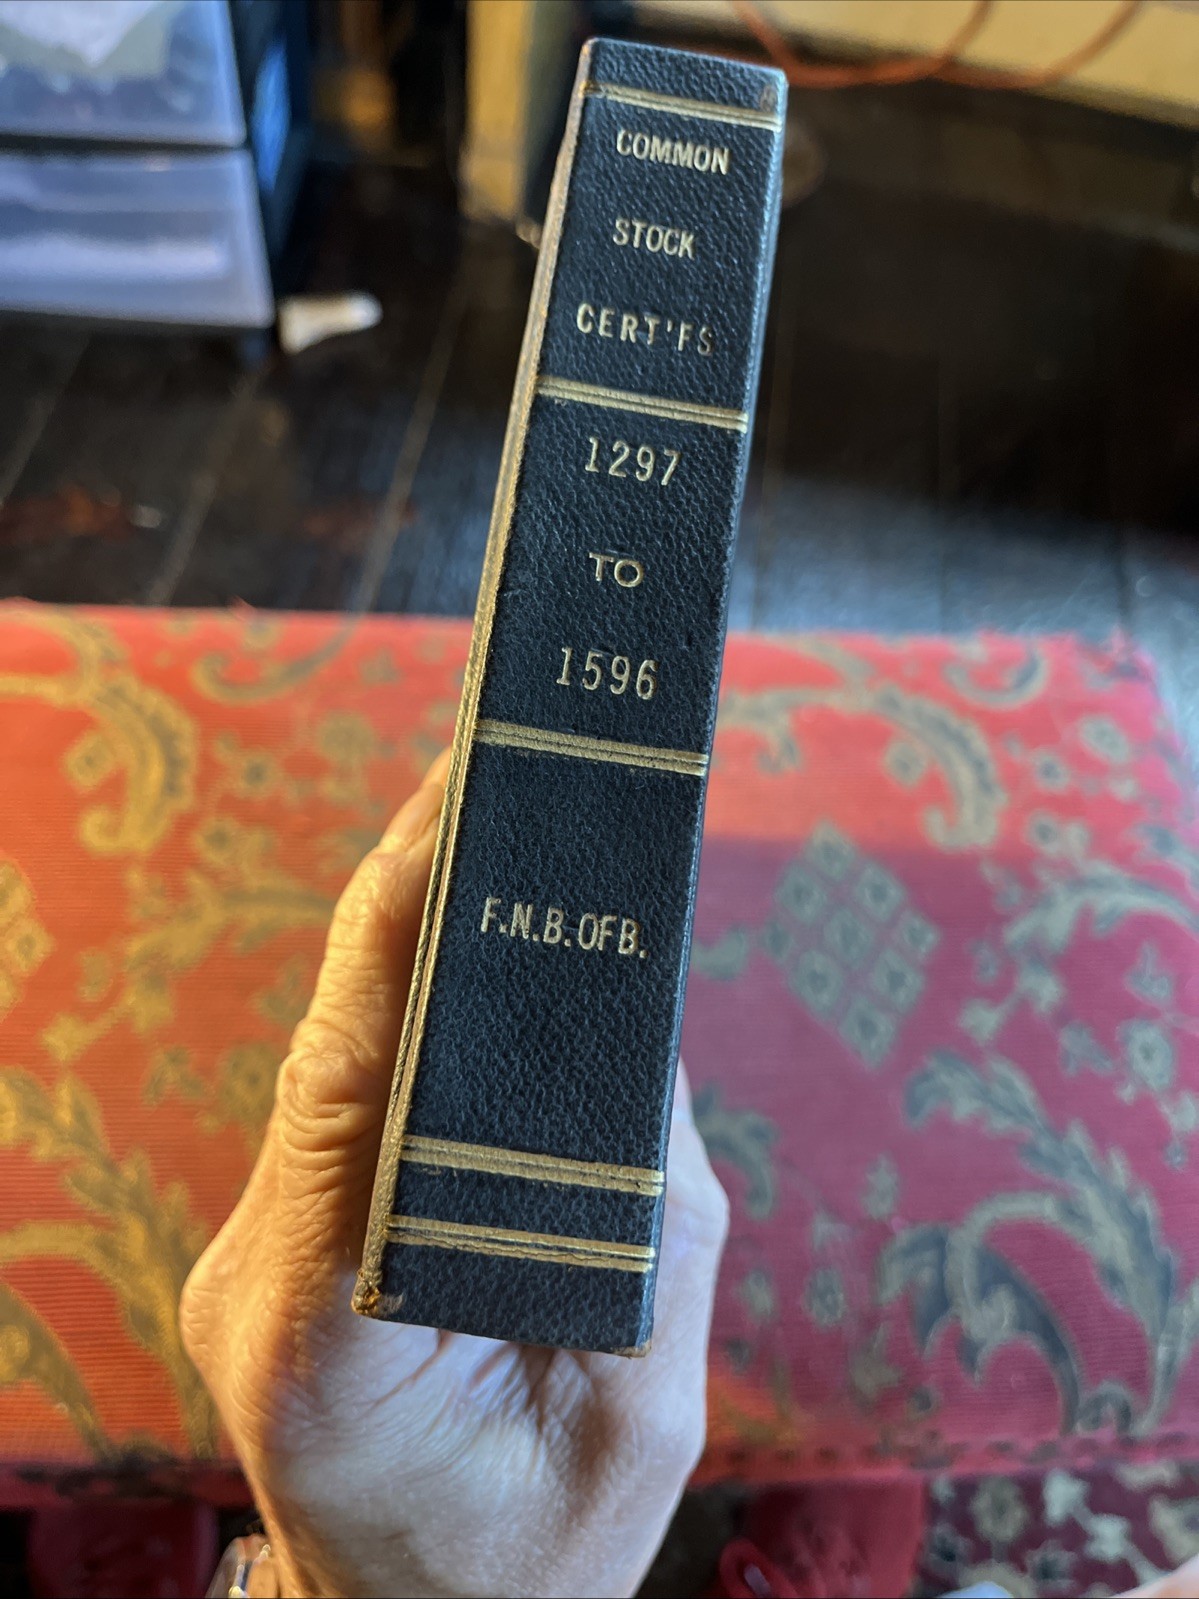 COMMON
STOCK
CERT'FS
1297
TO
1596
F.N.B.OF B.